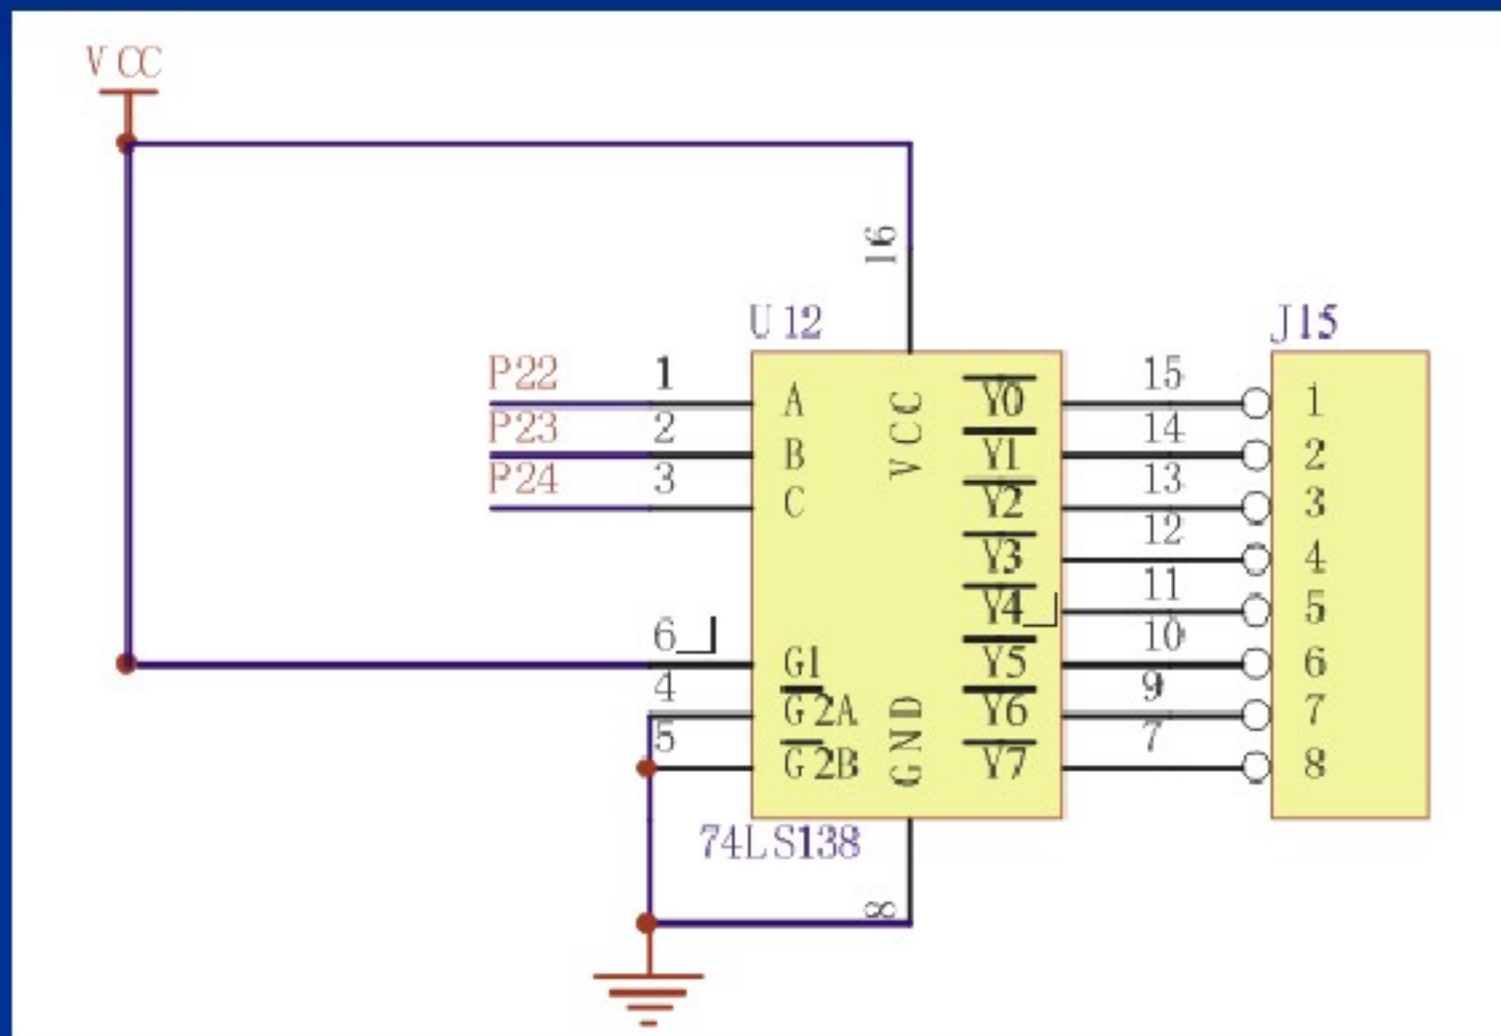 VCC
16
U12
J15
P22 1 A VCC Y0 15 1
P23 2 B Y1 14 2
P24 3 C Y2 13 3
Y3 12 4
Y4 11 5
6 G1 Y5 10 6
4 G2A GND Y6 9 7
5 G2B Y7 7 8
74LS138
8